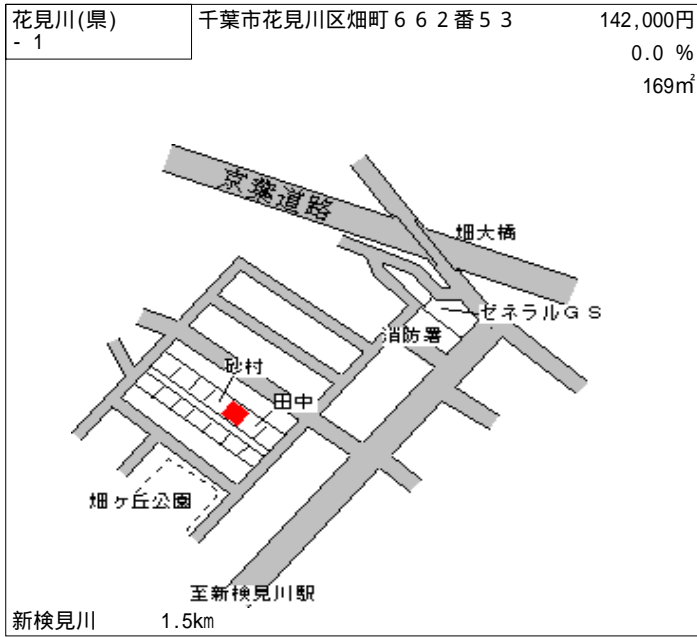 花見川(県)
- 1
千葉市花見川区畑町６６２番５３
142,000円
0.0 %
169㎡
京葉道路
畑大橋
ゼネラルＧＳ
消防署
砂村
田中
畑ヶ丘公園
至新検見川駅
新検見川 1.5km